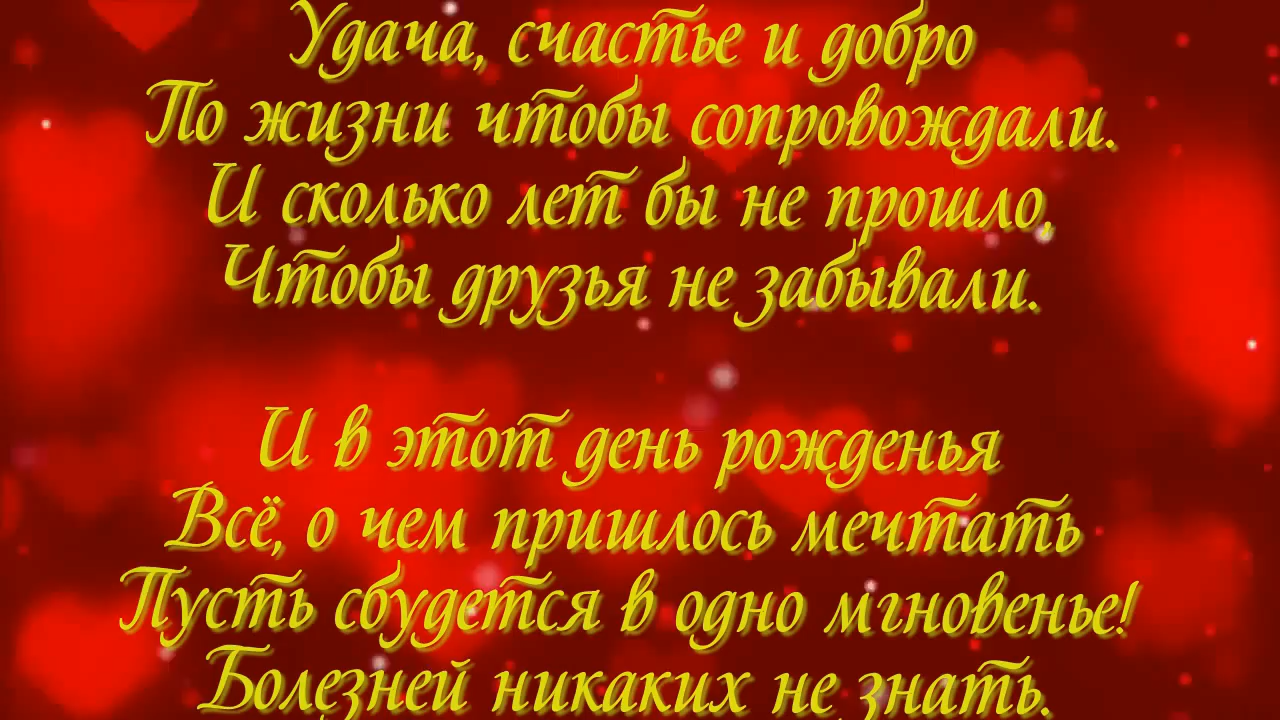 Удача, счастье и добро
По жизни чтобы сопровождали.
И сколько лет бы не прошло,
Чтобы друзья не забывали.
И в этот день рожденья
Всё, о чем пришлось мечтать
Пусть сбудется в одно мгновенье!
Болезней никаких не знать.